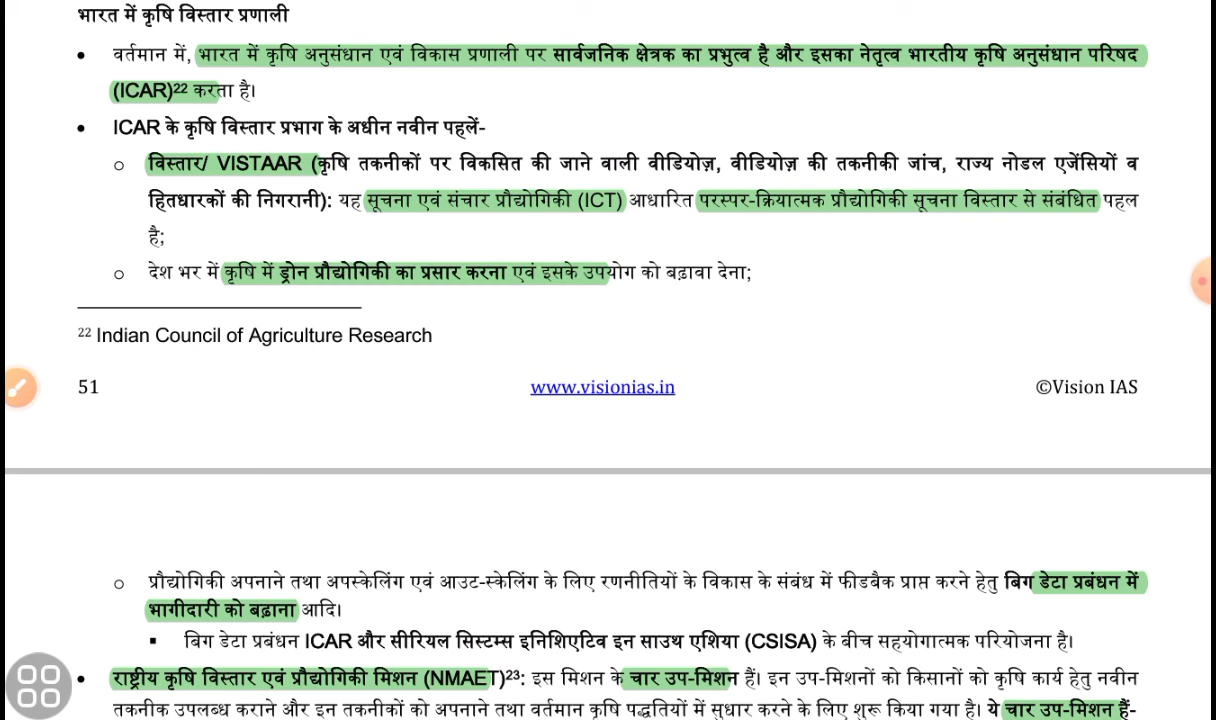 भारत में कृषि विस्तार प्रणाली
• वर्तमान में, भारत में कृषि अनुसंधान एवं विकास प्रणाली पर सार्वजनिक क्षेत्रक का प्रभुत्व है और इसका नेतृत्व भारतीय कृषि अनुसंधान परिषद
(ICAR)²² करता है।
• ICAR के कृषि विस्तार प्रभाग के अधीन नवीन पहलें-
o विस्तार/ VISTAAR (कृषि तकनीकों पर विकसित की जाने वाली वीडियोज़, वीडियोज़ की तकनीकी जांच, राज्य नोडल एजेंसियों व
हितधारकों की निगरानी): यह सूचना एवं संचार प्रौद्योगिकी (ICT) आधारित परस्पर-क्रियात्मक प्रौद्योगिकी सूचना विस्तार से संबंधित पहल
है;
o देश भर में कृषि में ड्रोन प्रौद्योगिकी का प्रसार करना एवं इसके उपयोग को बढ़ावा देना;
²² Indian Council of Agriculture Research
51 www.visionias.in ©Vision IAS
o प्रौद्योगिकी अपनाने तथा अपस्केलिंग एवं आउट-स्केलिंग के लिए रणनीतियों के विकास के संबंध में फीडबैक प्राप्त करने हेतु बिग डेटा प्रबंधन में
भागीदारी को बढ़ाना आदि।
▪ बिग डेटा प्रबंधन ICAR और सीरियल सिस्टम्स इनिशिएटिव इन साउथ एशिया (CSISA) के बीच सहयोगात्मक परियोजना है।
• राष्ट्रीय कृषि विस्तार एवं प्रौद्योगिकी मिशन (NMAET)²³: इस मिशन के चार उप-मिशन हैं। इन उप-मिशनों को किसानों को कृषि कार्य हेतु नवीन
तकनीक उपलब्ध कराने और इन तकनीकों को अपनाने तथा वर्तमान कृषि पद्धतियों में सुधार करने के लिए शुरू किया गया है। ये चार उप-मिशन हैं-